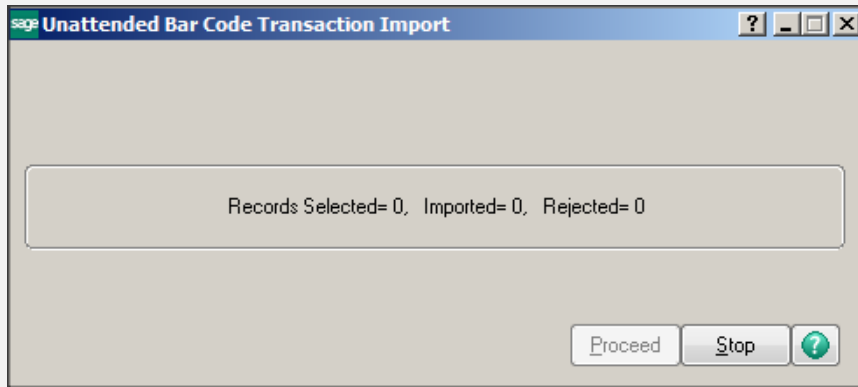 sage Unattended Bar Code Transaction Import
Records Selected= 0, Imported= 0, Rejected= 0
Proceed Stop